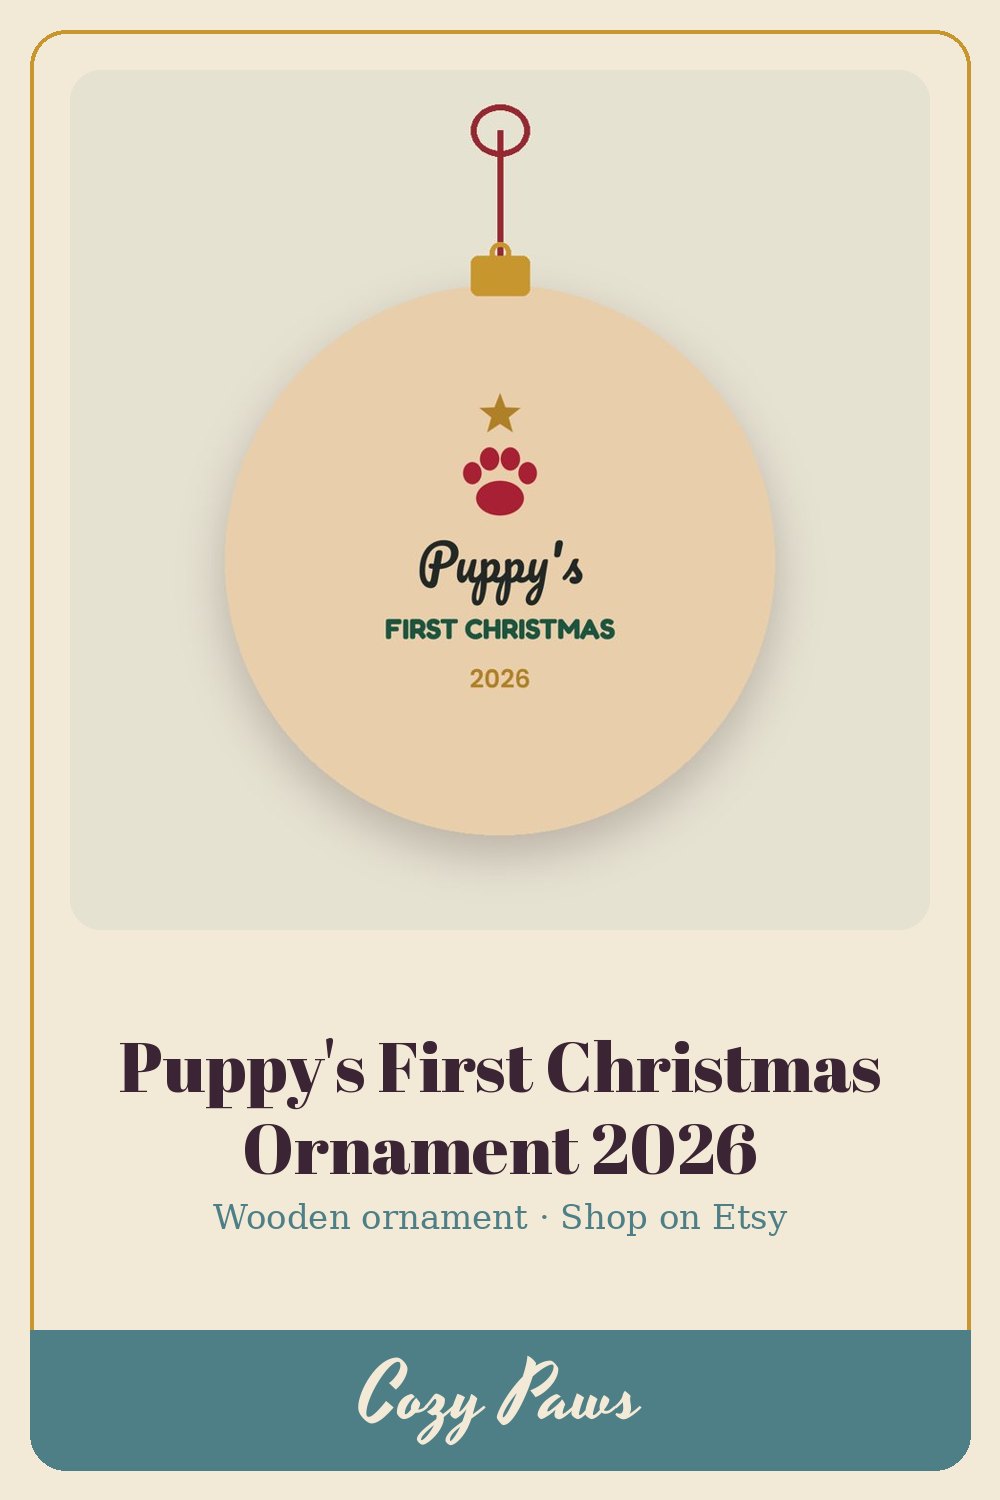 Puppy's
FIRST CHRISTMAS
2026
Puppy's First Christmas
Ornament 2026
Wooden ornament · Shop on Etsy
Cozy Paws